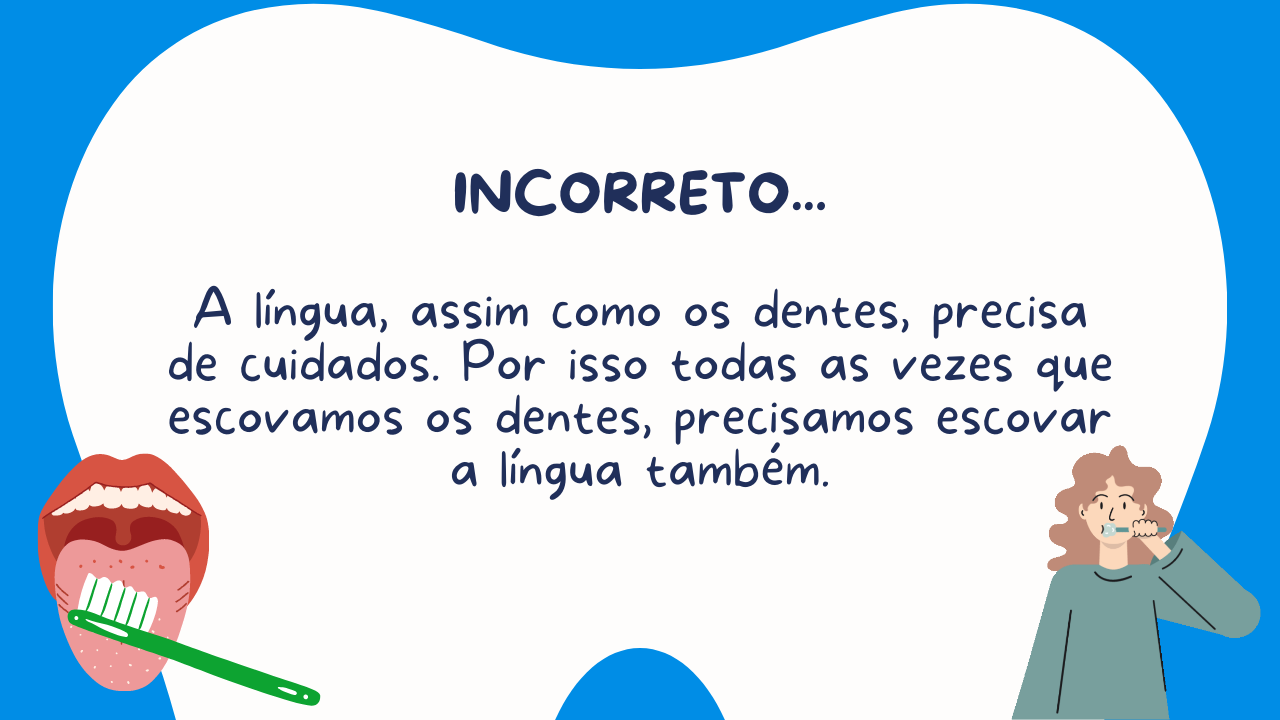 INCORRETO...
A língua, assim como os dentes, precisa
de cuidados. Por isso todas as vezes que
escovamos os dentes, precisamos escovar
a língua também.